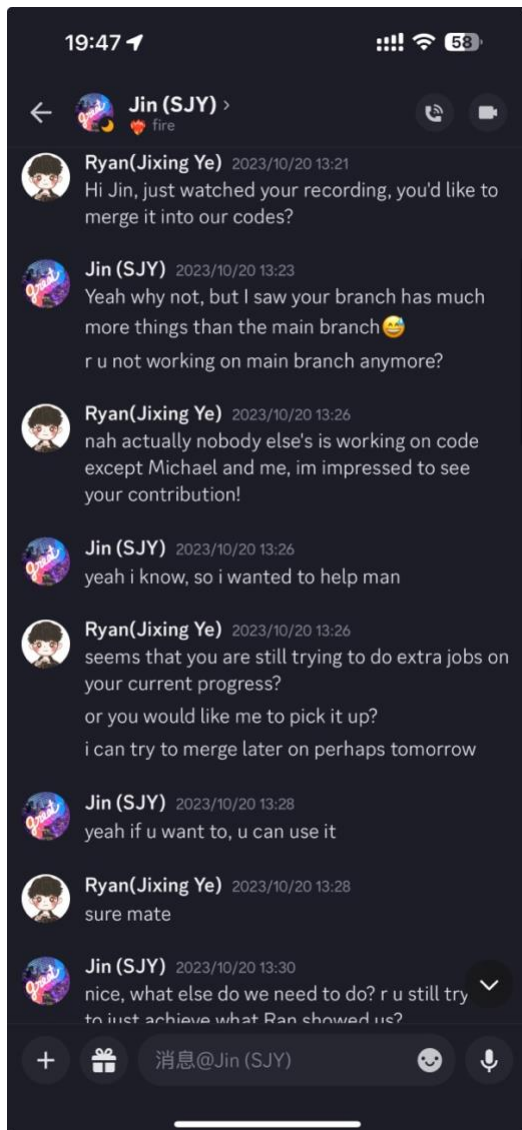 19:47
58
Jin (SJY) >
fire
Ryan(Jixing Ye) 2023/10/20 13:21
Hi Jin, just watched your recording, you'd like to
merge it into our codes?
great
Jin (SJY) 2023/10/20 13:23
Yeah why not, but I saw your branch has much
more things than the main branch😅
r u not working on main branch anymore?
Ryan(Jixing Ye) 2023/10/20 13:26
nah actually nobody else's is working on code
except Michael and me, im impressed to see
your contribution!
great
Jin (SJY) 2023/10/20 13:26
yeah i know, so i wanted to help man
Ryan(Jixing Ye) 2023/10/20 13:26
seems that you are still trying to do extra jobs on
your current progress?
or you would like me to pick it up?
i can try to merge later on perhaps tomorrow
great
Jin (SJY) 2023/10/20 13:28
yeah if u want to, u can use it
Ryan(Jixing Ye) 2023/10/20 13:28
sure mate
great
Jin (SJY) 2023/10/20 13:30
nice, what else do we need to do? r u still try
to just achieve what Ran showed us?
消息@Jin (SJY)